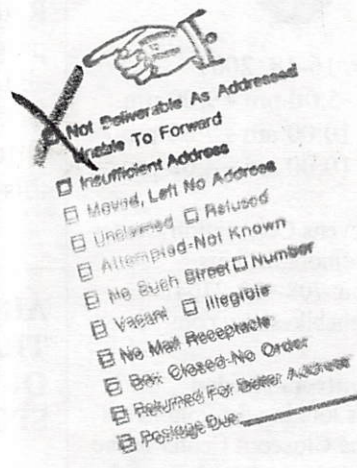 Not Deliverable As Addressed
Unable To Forward
Insufficient Address
Moved, Left No Address
Unclaimed Refused
Attempted-Not Known
No Such Street Number
Vacant Illegible
No Mail Receptacle
Box Closed-No Order
Returned For Better Address
Postage Due